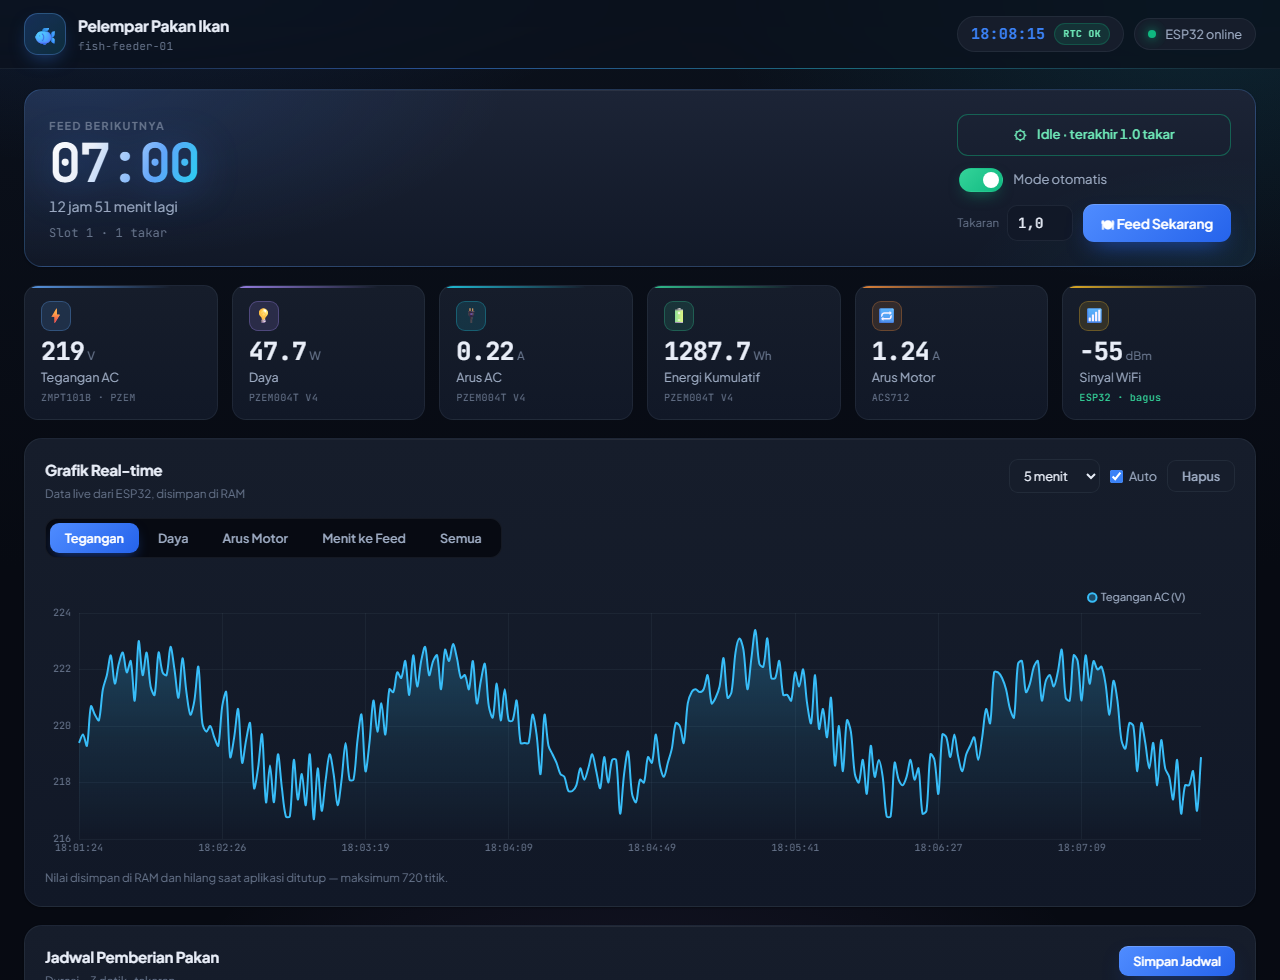 Pelempar Pakan Ikan
fish-feeder-01
18:08:15 RTC OK
ESP32 online
FEED BERIKUTNYA
07:00
12 jam 51 menit lagi
Slot 1 · 1 takar
Idle · terakhir 1.0 takar
Mode otomatis
Takaran 1,0
Feed Sekarang
219 V
Tegangan AC
ZMPT101B · PZEM
47.7 W
Daya
PZEM004T V4
0.22 A
Arus AC
PZEM004T V4
1287.7 Wh
Energi Kumulatif
PZEM004T V4
1.24 A
Arus Motor
ACS712
-55 dBm
Sinyal WiFi
ESP32 · bagus
Grafik Real-time
Data live dari ESP32, disimpan di RAM
5 menit
Auto
Hapus
Tegangan Daya Arus Motor Menit ke Feed Semua
Tegangan AC (V)
224
222
220
218
216
18:01:24 18:02:26 18:03:19 18:04:09 18:04:49 18:05:41 18:06:27 18:07:09
Nilai disimpan di RAM dan hilang saat aplikasi ditutup — maksimum 720 titik.
Jadwal Pemberian Pakan
Simpan Jadwal